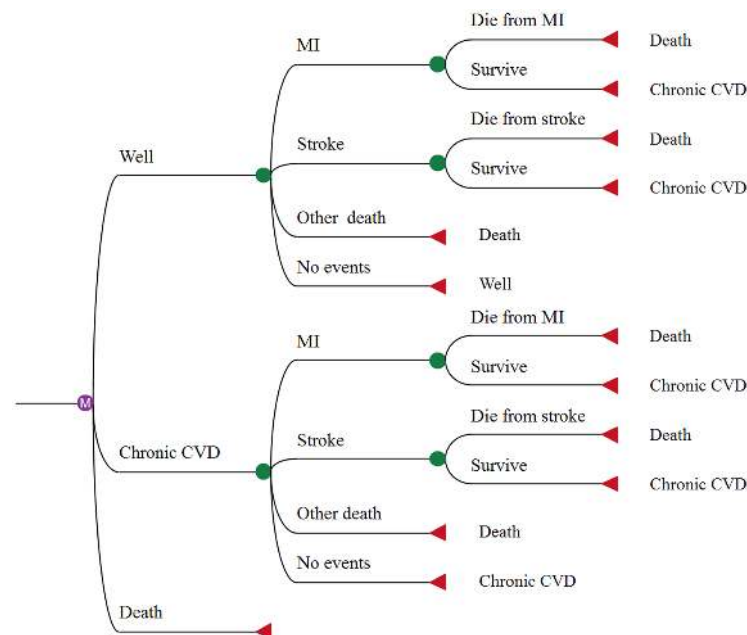 Die from MI
Death
MI
Survive
Chronic CVD
Die from stroke
Death
Well
Stroke
Survive
Chronic CVD
Other death
Death
No events
Well
Die from MI
Death
MI
Survive
Chronic CVD
M
Die from stroke
Death
Chronic CVD
Stroke
Survive
Chronic CVD
Other death
Death
No events
Chronic CVD
Death